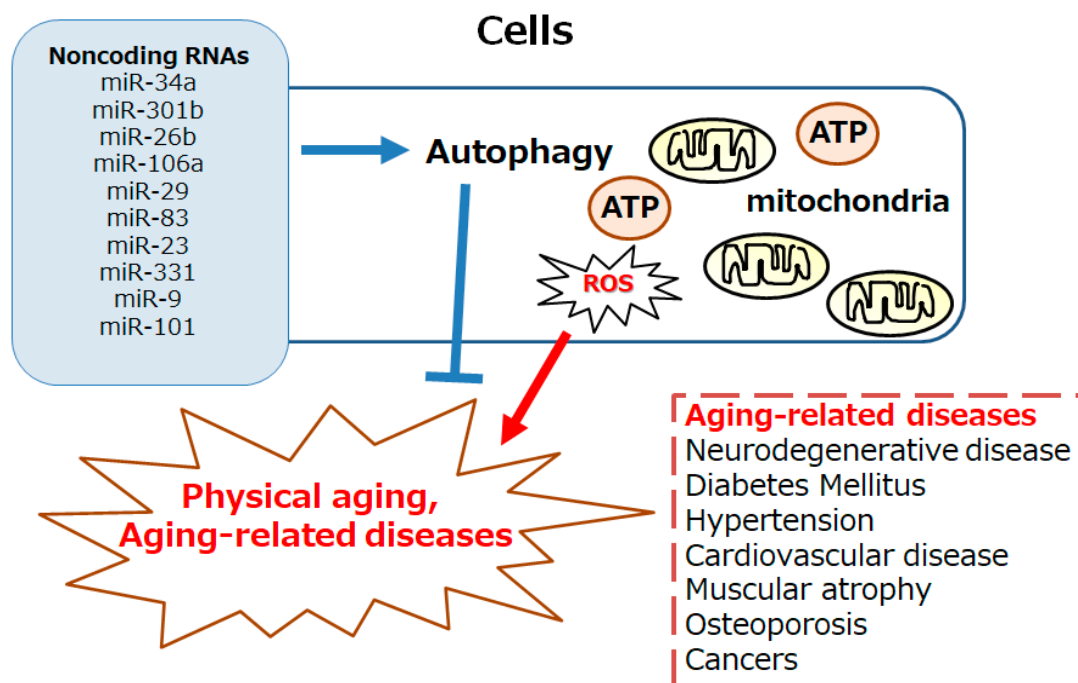 Cells
Noncoding RNAs
miR-34a
miR-301b
miR-26b
miR-106a
miR-29
miR-83
miR-23
miR-331
miR-9
miR-101
Autophagy
ATP
ATP
mitochondria
ROS
Physical aging,
Aging-related diseases
Aging-related diseases
Neurodegenerative disease
Diabetes Mellitus
Hypertension
Cardiovascular disease
Muscular atrophy
Osteoporosis
Cancers